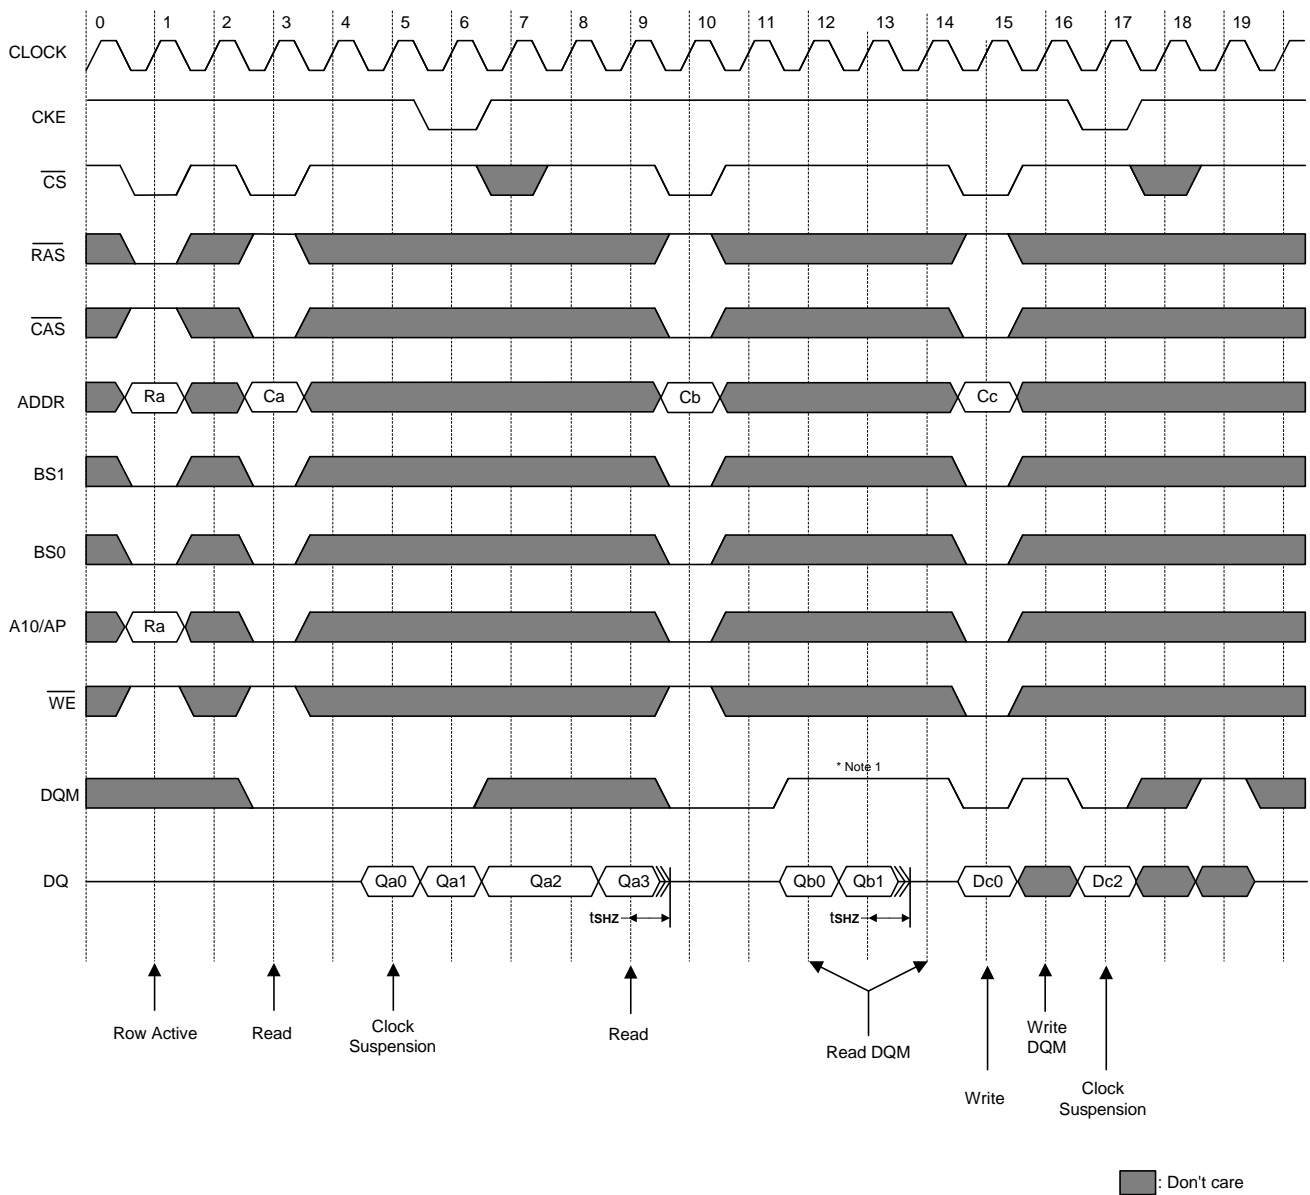 0 1 2 3 4 5 6 7 8 9 10 11 12 13 14 15 16 17 18 19
CLOCK
CKE
CS
RAS
CAS
ADDR Ra Ca Cb Cc
BS1
BS0
A10/AP Ra
WE
* Note 1
DQM
DQ Qa0 Qa1 Qa2 Qa3 Qb0 Qb1 Dc0 Dc2
tSHZ tSHZ
Row Active
Read
Clock
Suspension
Read
Read DQM
Write
DQM
Write
Clock
Suspension
: Don't care